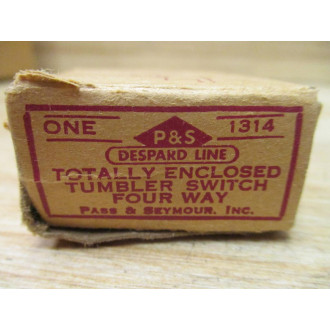 ONE P&S 1314
DESPARD LINE
TOTALLY ENCLOSED
TUMBLER SWITCH
FOUR WAY
PASS & SEYMOUR, INC.